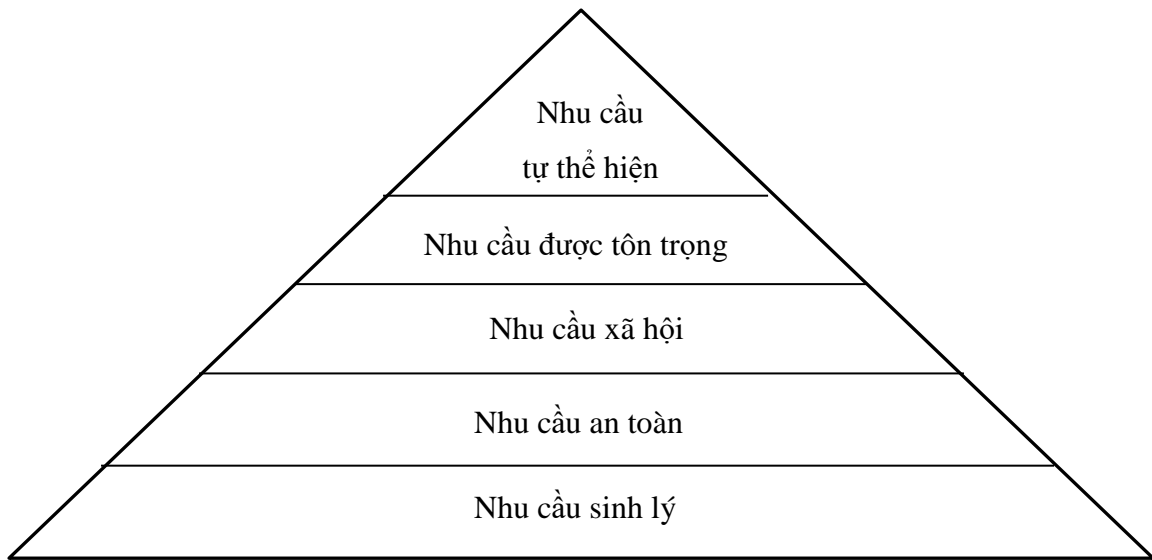 Nhu cầu
tự thể hiện
Nhu cầu được tôn trọng
Nhu cầu xã hội
Nhu cầu an toàn
Nhu cầu sinh lý